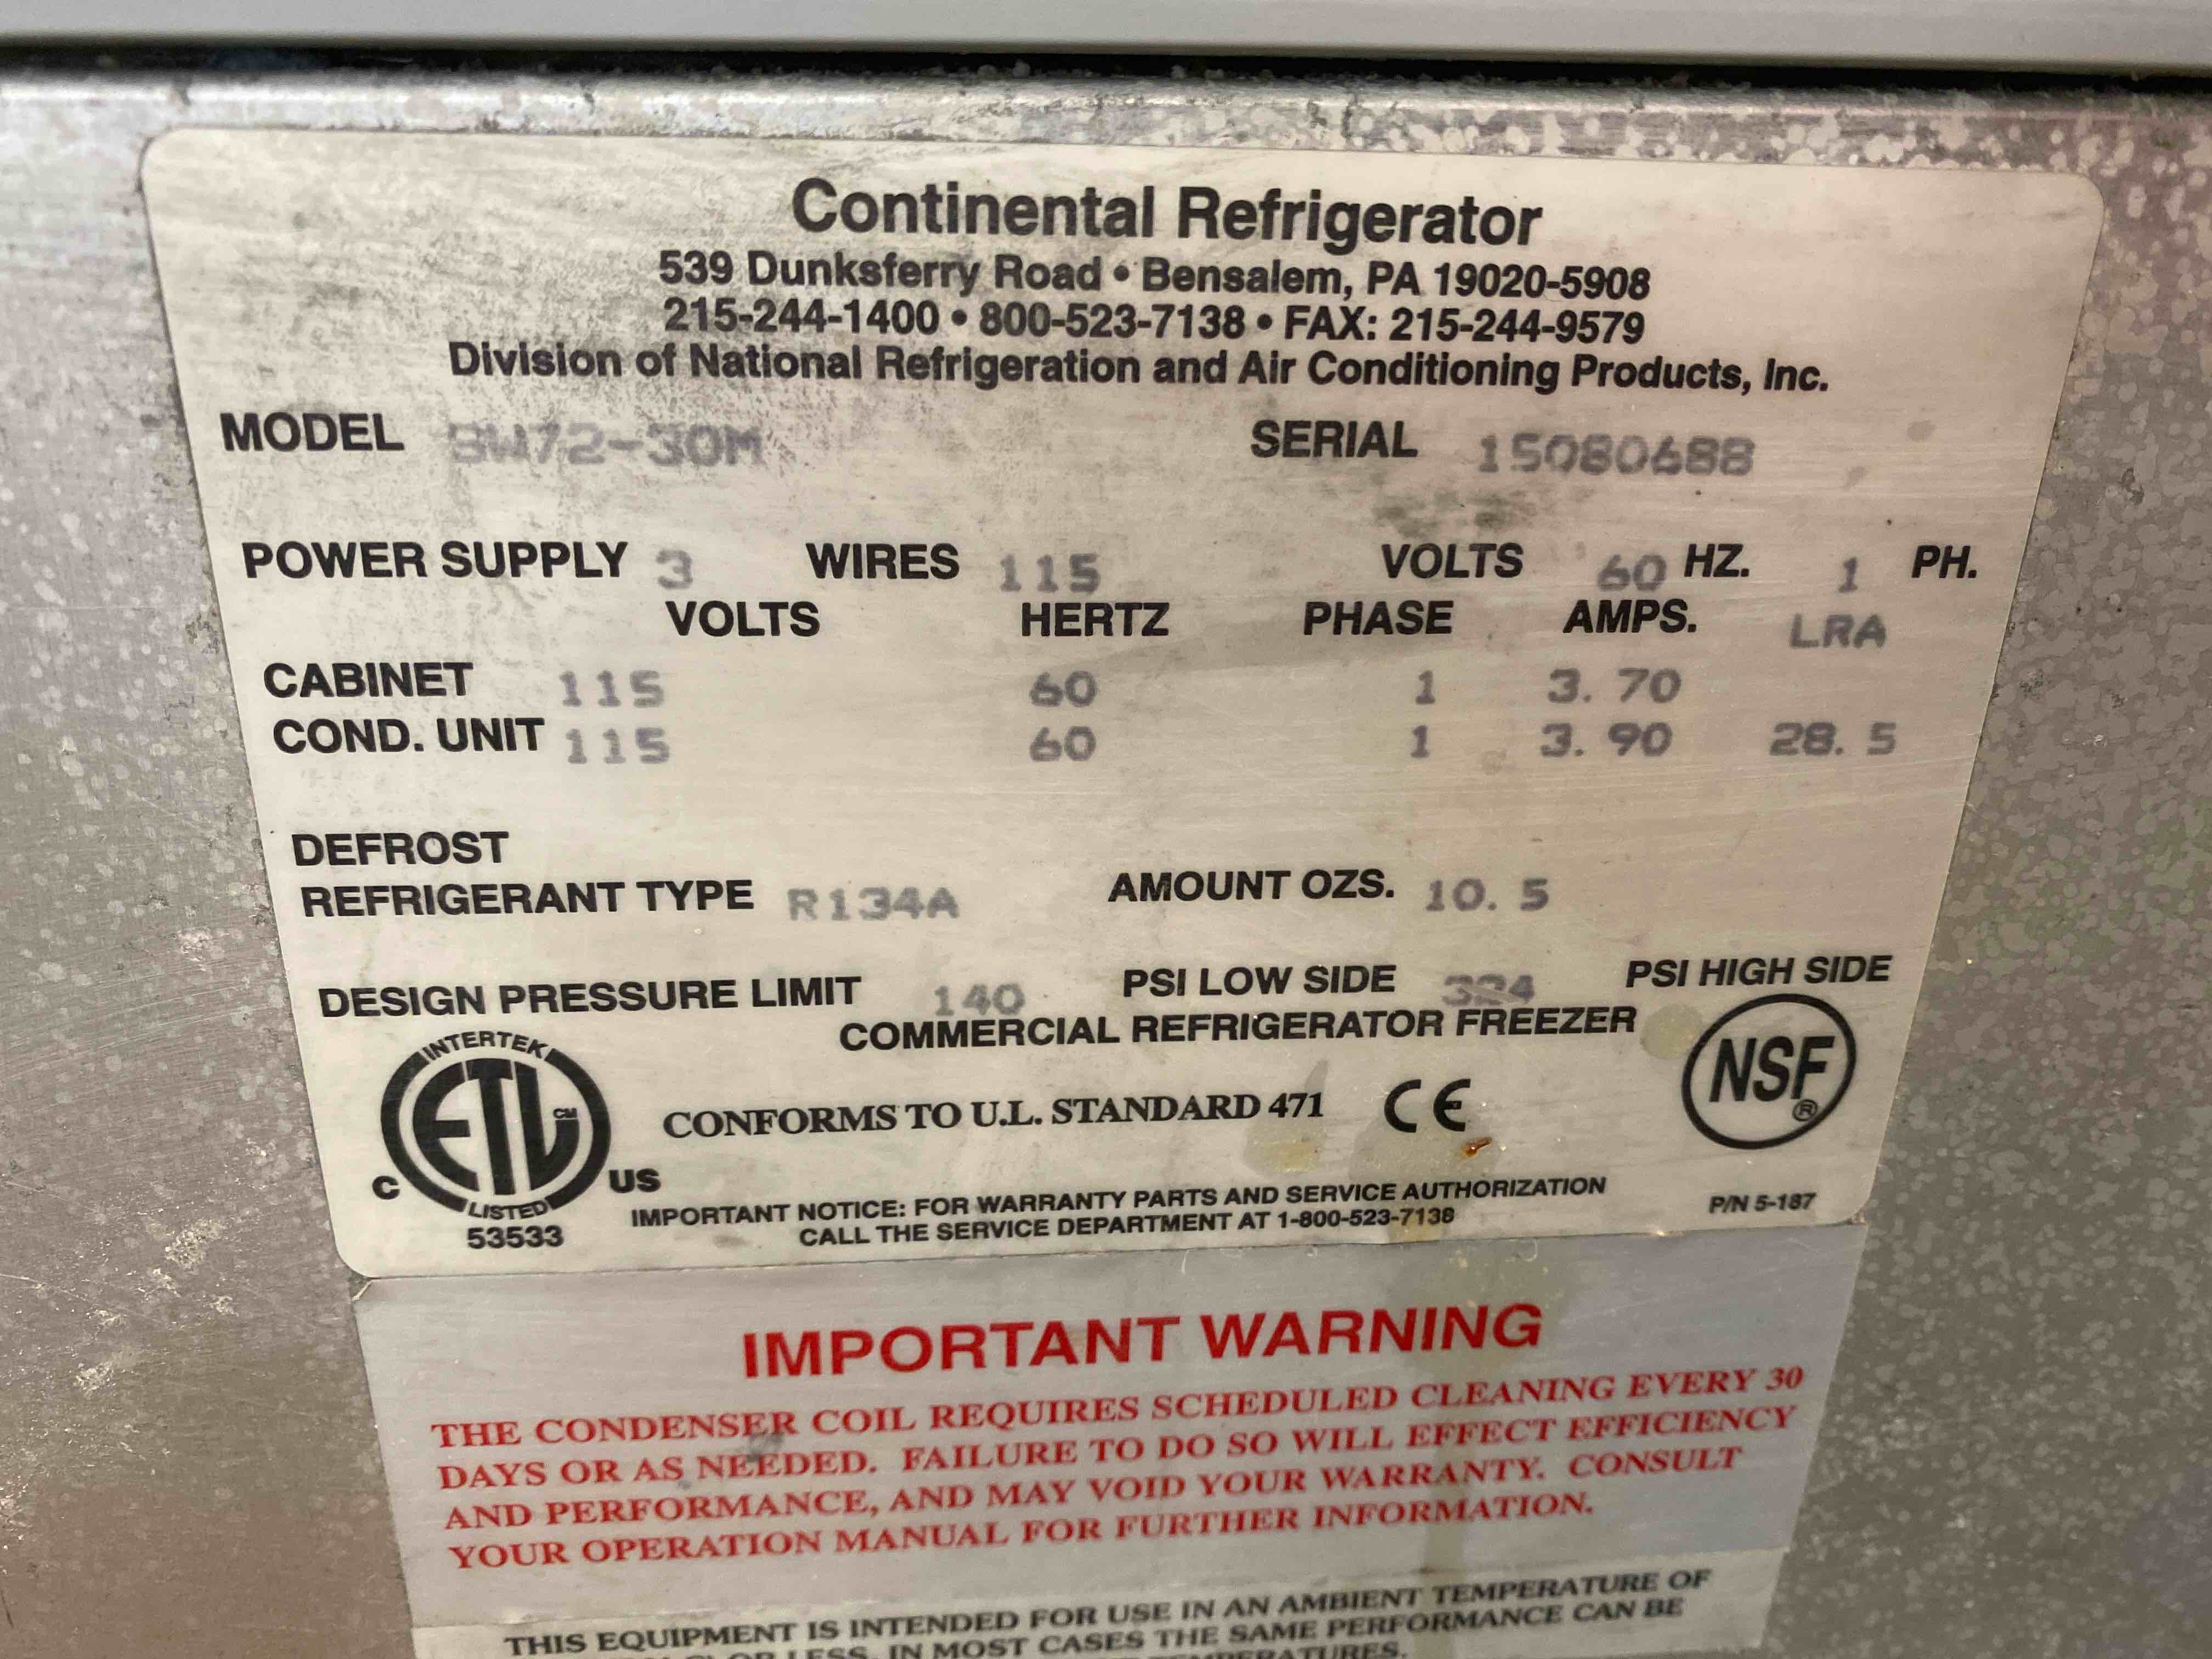 Continental Refrigerator
539 Dunksferry Road • Bensalem, PA 19020-5908
215-244-1400 • 800-523-7138 • FAX: 215-244-9579
Division of National Refrigeration and Air Conditioning Products, Inc.
MODEL SW72-30M SERIAL 15080688
POWER SUPPLY 3 WIRES 115 VOLTS 60 HZ. 1 PH.
VOLTS HERTZ PHASE AMPS. LRA
CABINET 115 60 1 3.70
COND. UNIT 115 60 1 3.90 28.5
DEFROST
REFRIGERANT TYPE R134A AMOUNT OZS. 10.5
DESIGN PRESSURE LIMIT 140 PSI LOW SIDE 324 PSI HIGH SIDE
COMMERCIAL REFRIGERATOR FREEZER
INTERTEK
ETL CM
C US
LISTED
53533
CONFORMS TO U.L. STANDARD 471 CE
NSF ®
IMPORTANT NOTICE: FOR WARRANTY PARTS AND SERVICE AUTHORIZATION
CALL THE SERVICE DEPARTMENT AT 1-800-523-7138
P/N 5-187
IMPORTANT WARNING
THE CONDENSER COIL REQUIRES SCHEDULED CLEANING EVERY 30
DAYS OR AS NEEDED. FAILURE TO DO SO WILL EFFECT EFFICIENCY
AND PERFORMANCE, AND MAY VOID YOUR WARRANTY. CONSULT
YOUR OPERATION MANUAL FOR FURTHER INFORMATION.
THIS EQUIPMENT IS INTENDED FOR USE IN AN AMBIENT TEMPERATURE OF
OR LESS. IN MOST CASES THE SAME PERFORMANCE CAN BE